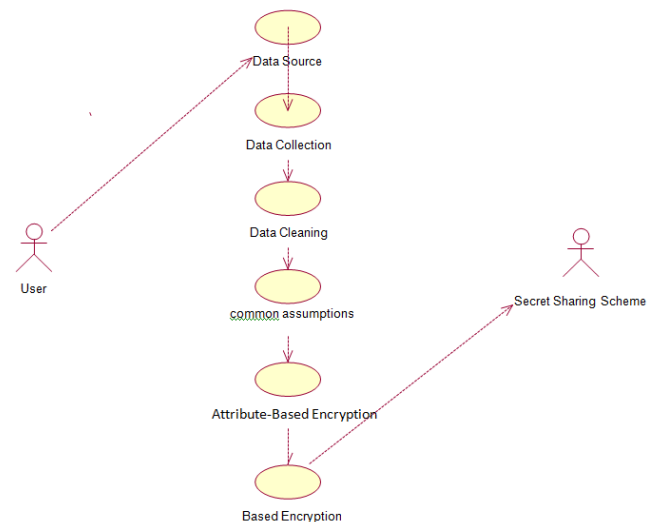 Data Source
Data Collection
Data Cleaning
User
Secret Sharing Scheme
common assumptions
Attribute-Based Encryption
Based Encryption